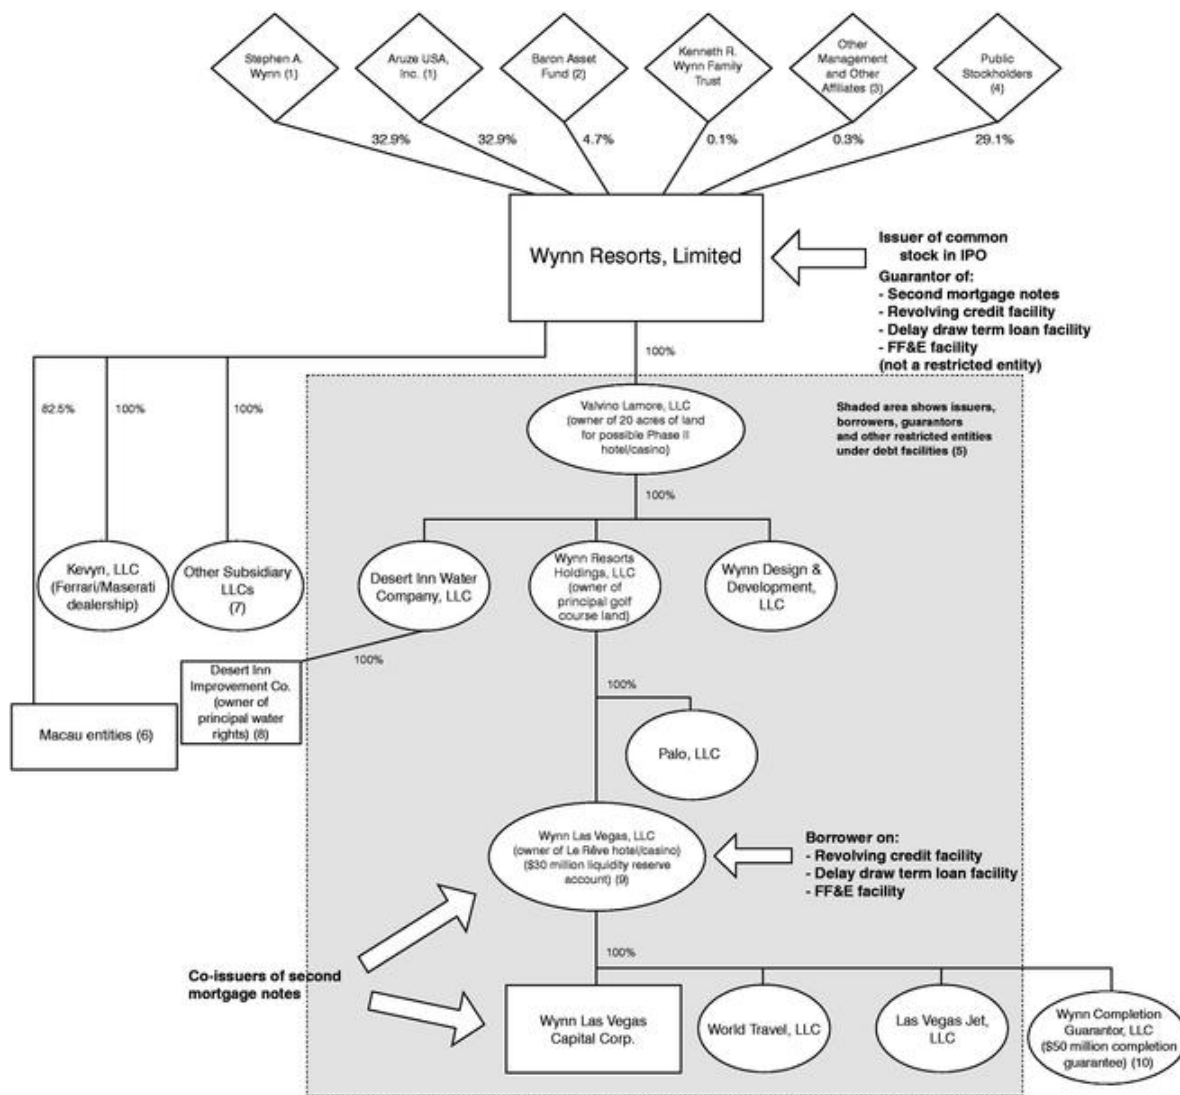 Stephen A.
Wynn (1)
Aruze USA,
Inc. (1)
Baron Asset
Fund (2)
Kenneth R.
Wynn Family
Trust
Other
Management
and Other
Affiliates (3)
Public
Stockholders
(4)
32.9%
32.9%
4.7%
0.1%
0.3%
29.1%
Wynn Resorts, Limited
Issuer of common
stock in IPO
Guarantor of:
- Second mortgage notes
- Revolving credit facility
- Delay draw term loan facility
- FF&E facility
(not a restricted entity)
100%
82.5%
100%
100%
Valvino Lamore, LLC
(owner of 20 acres of land
for possible Phase II
hotel/casino)
Shaded area shows issuers,
borrowers, guarantors
and other restricted entities
under debt facilities (5)
100%
Kevyn, LLC
(Ferrari/Maserati
dealership)
Other Subsidiary
LLCs
(7)
Desert Inn Water
Company, LLC
Wynn Resorts
Holdings, LLC
(owner of
principal golf
course land)
Wynn Design &
Development,
LLC
100%
Desert Inn
Improvement Co.
(owner of
principal water
rights) (8)
Macau entities (6)
100%
Palo, LLC
Wynn Las Vegas, LLC
(owner of Le Rêve hotel/casino)
($30 million liquidity reserve
account) (9)
Borrower on:
- Revolving credit facility
- Delay draw term loan facility
- FF&E facility
100%
Co-issuers of second
mortgage notes
Wynn Las Vegas
Capital Corp.
World Travel, LLC
Las Vegas Jet,
LLC
Wynn Completion
Guarantor, LLC
($50 million completion
guarantee) (10)